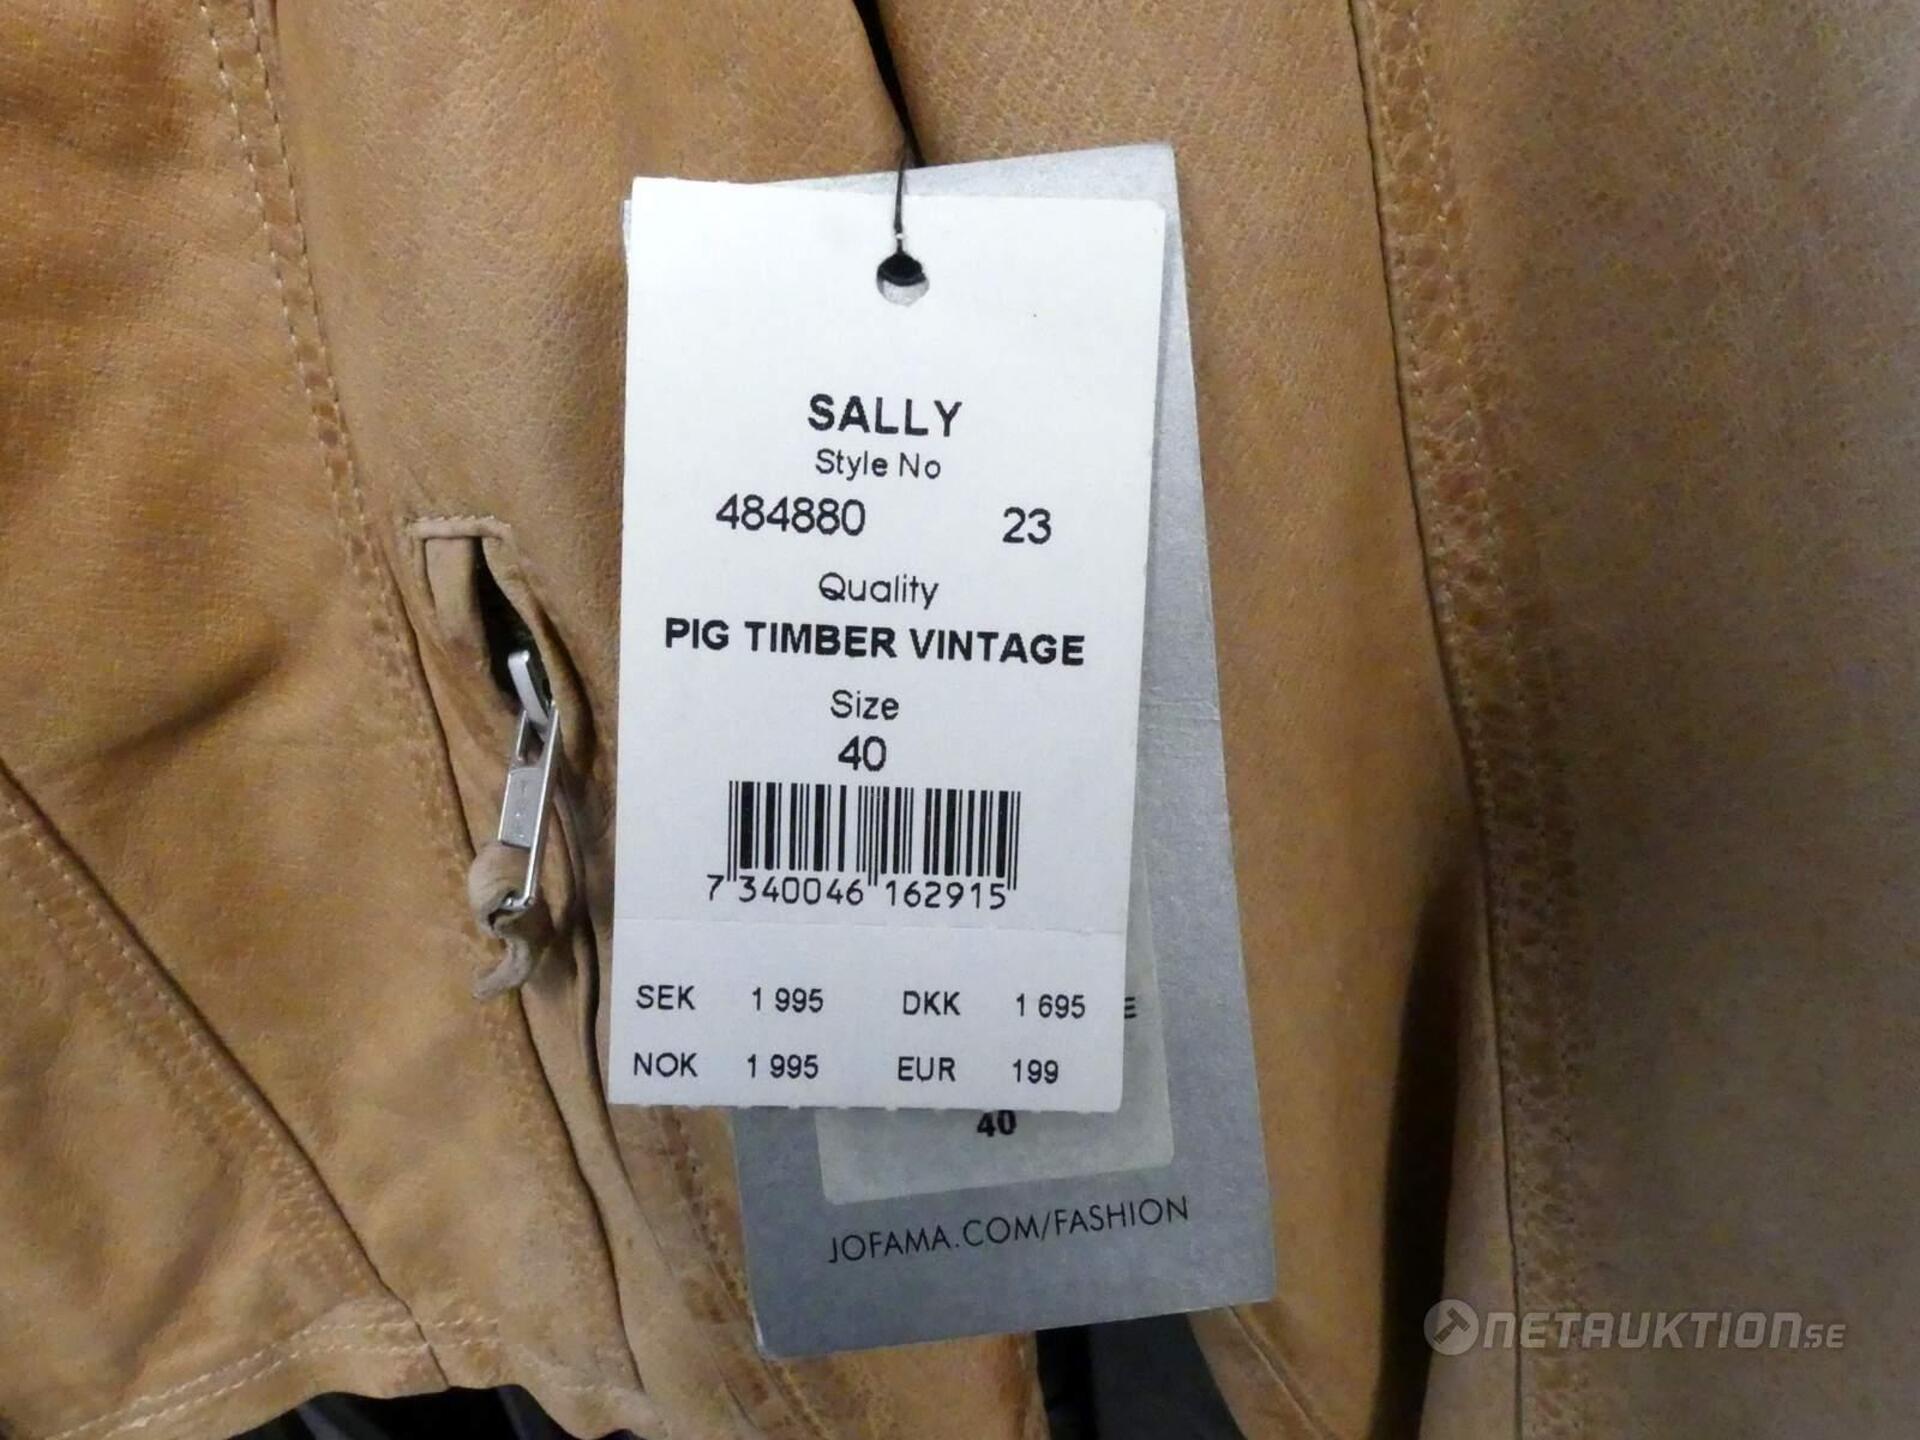 SALLY
Style No
484880 23
Quality
PIG TIMBER VINTAGE
Size
40
7 340046 162915
SEK 1 995 DKK 1 695
NOK 1 995 EUR 199
E
40
JOFAMA.COM/FASHION
NETAUKTION.SE